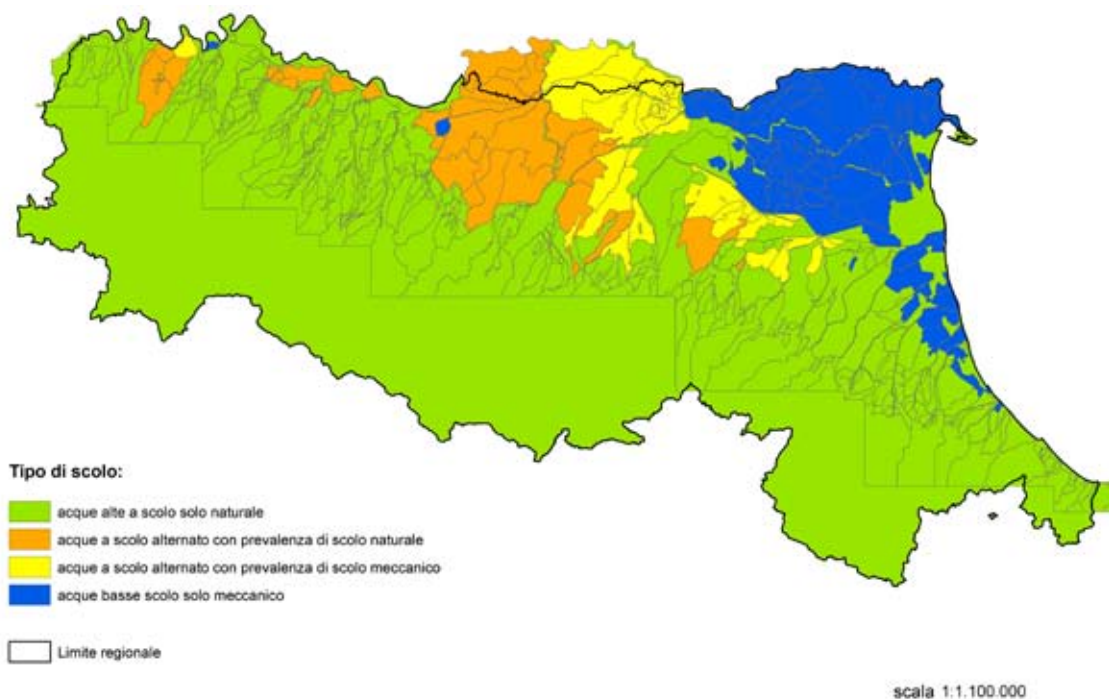 Tipo di scolo:
acque alte a scolo solo naturale
acque a scolo alternato con prevalenza di scolo naturale
acque a scolo alternato con prevalenza di scolo meccanico
acque basse scolo solo meccanico
Limite regionale
scala 1:1.100.000